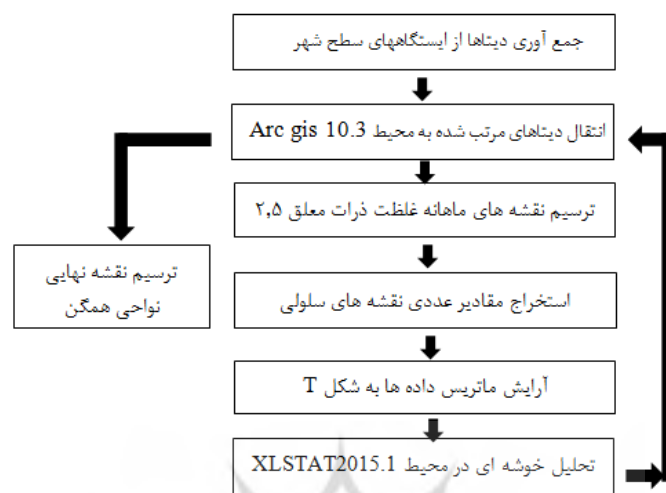 جمع آوری دیتاها از ایستگاههای سطح شهر
انتقال دیتاهای مرتب شده به محیط Arc gis 10.3
ترسیم نقشه های ماهانه غلظت ذرات معلق ۲٫۵
استخراج مقادیر عددی نقشه های سلولی
آرایش ماتریس داده ها به شکل T
تحلیل خوشه ای در محیط XLSTAT2015.1
ترسیم نقشه نهایی
نواحی همگن